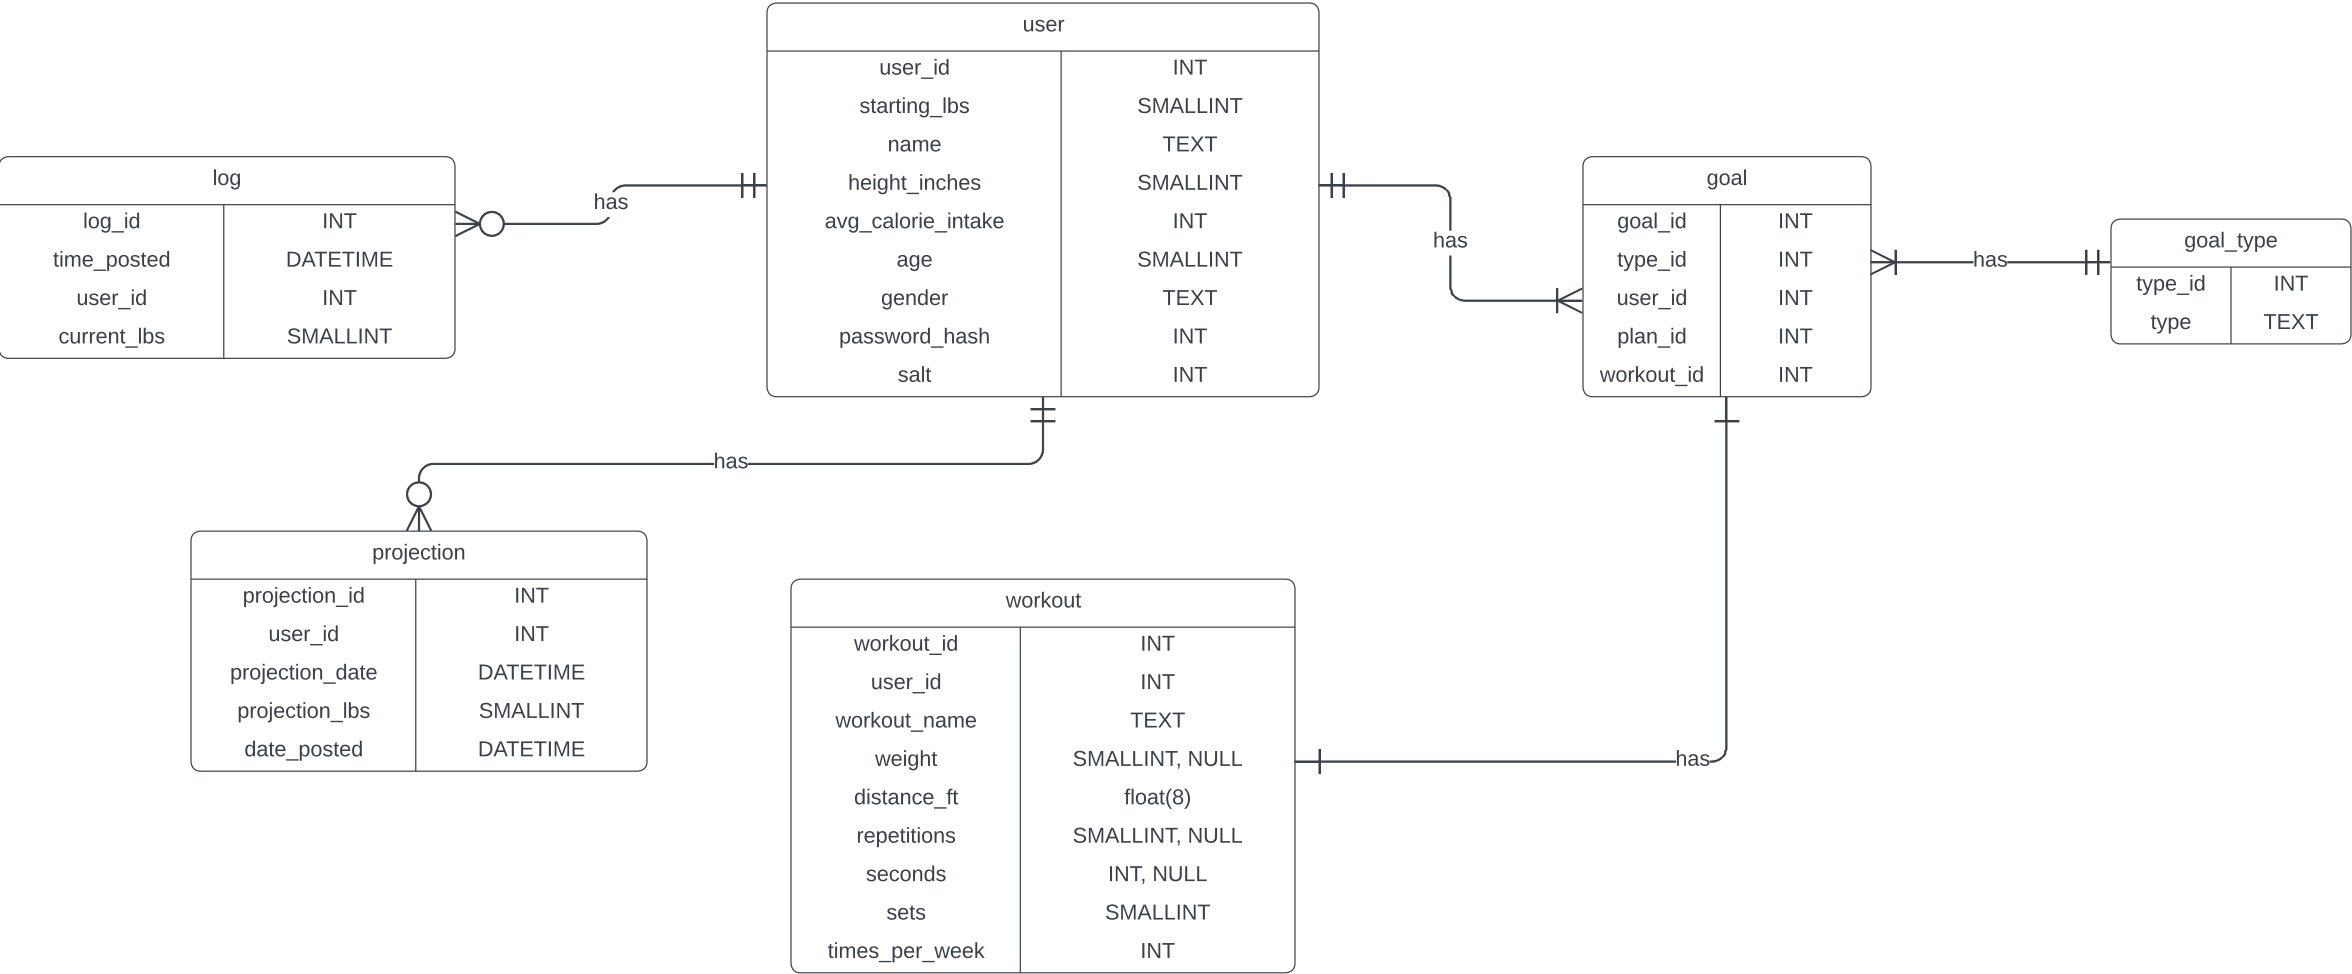 user
user_id INT
starting_lbs SMALLINT
name TEXT
height_inches SMALLINT
avg_calorie_intake INT
age SMALLINT
gender TEXT
password_hash INT
salt INT
log
log_id INT
time_posted DATETIME
user_id INT
current_lbs SMALLINT
has
has
goal
goal_id INT
type_id INT
user_id INT
plan_id INT
workout_id INT
has
goal_type
type_id INT
type TEXT
has
projection
projection_id INT
user_id INT
projection_date DATETIME
projection_lbs SMALLINT
date_posted DATETIME
workout
workout_id INT
user_id INT
workout_name TEXT
weight SMALLINT, NULL
distance_ft float(8)
repetitions SMALLINT, NULL
seconds INT, NULL
sets SMALLINT
times_per_week INT
has